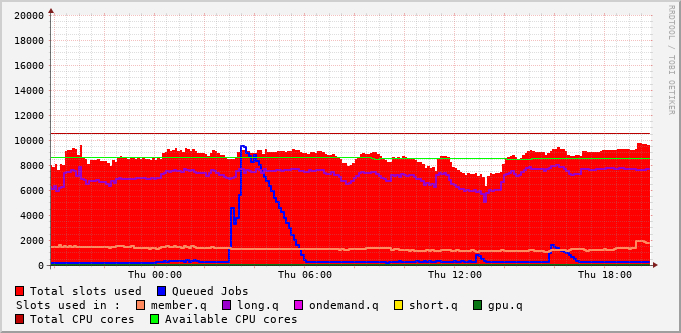 20000
18000
16000
14000
12000
10000
8000
6000
4000
2000
0
Thu 00:00 Thu 06:00 Thu 12:00 Thu 18:00
Total slots used Queued Jobs
Slots used in : member.q long.q ondemand.q short.q gpu.q
Total CPU cores Available CPU cores
RRDTOOL / TOBI OETIKER